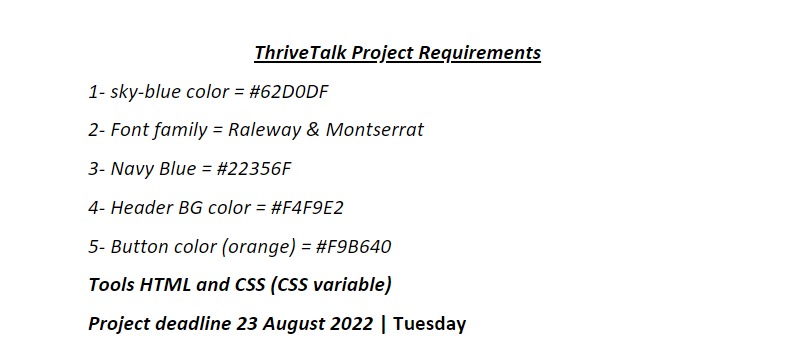 ThriveTalk Project Requirements
1- sky-blue color = #62D0DF
2- Font family = Raleway & Montserrat
3- Navy Blue = #22356F
4- Header BG color = #F4F9E2
5- Button color (orange) = #F9B640
Tools HTML and CSS (CSS variable)
Project deadline 23 August 2022 | Tuesday